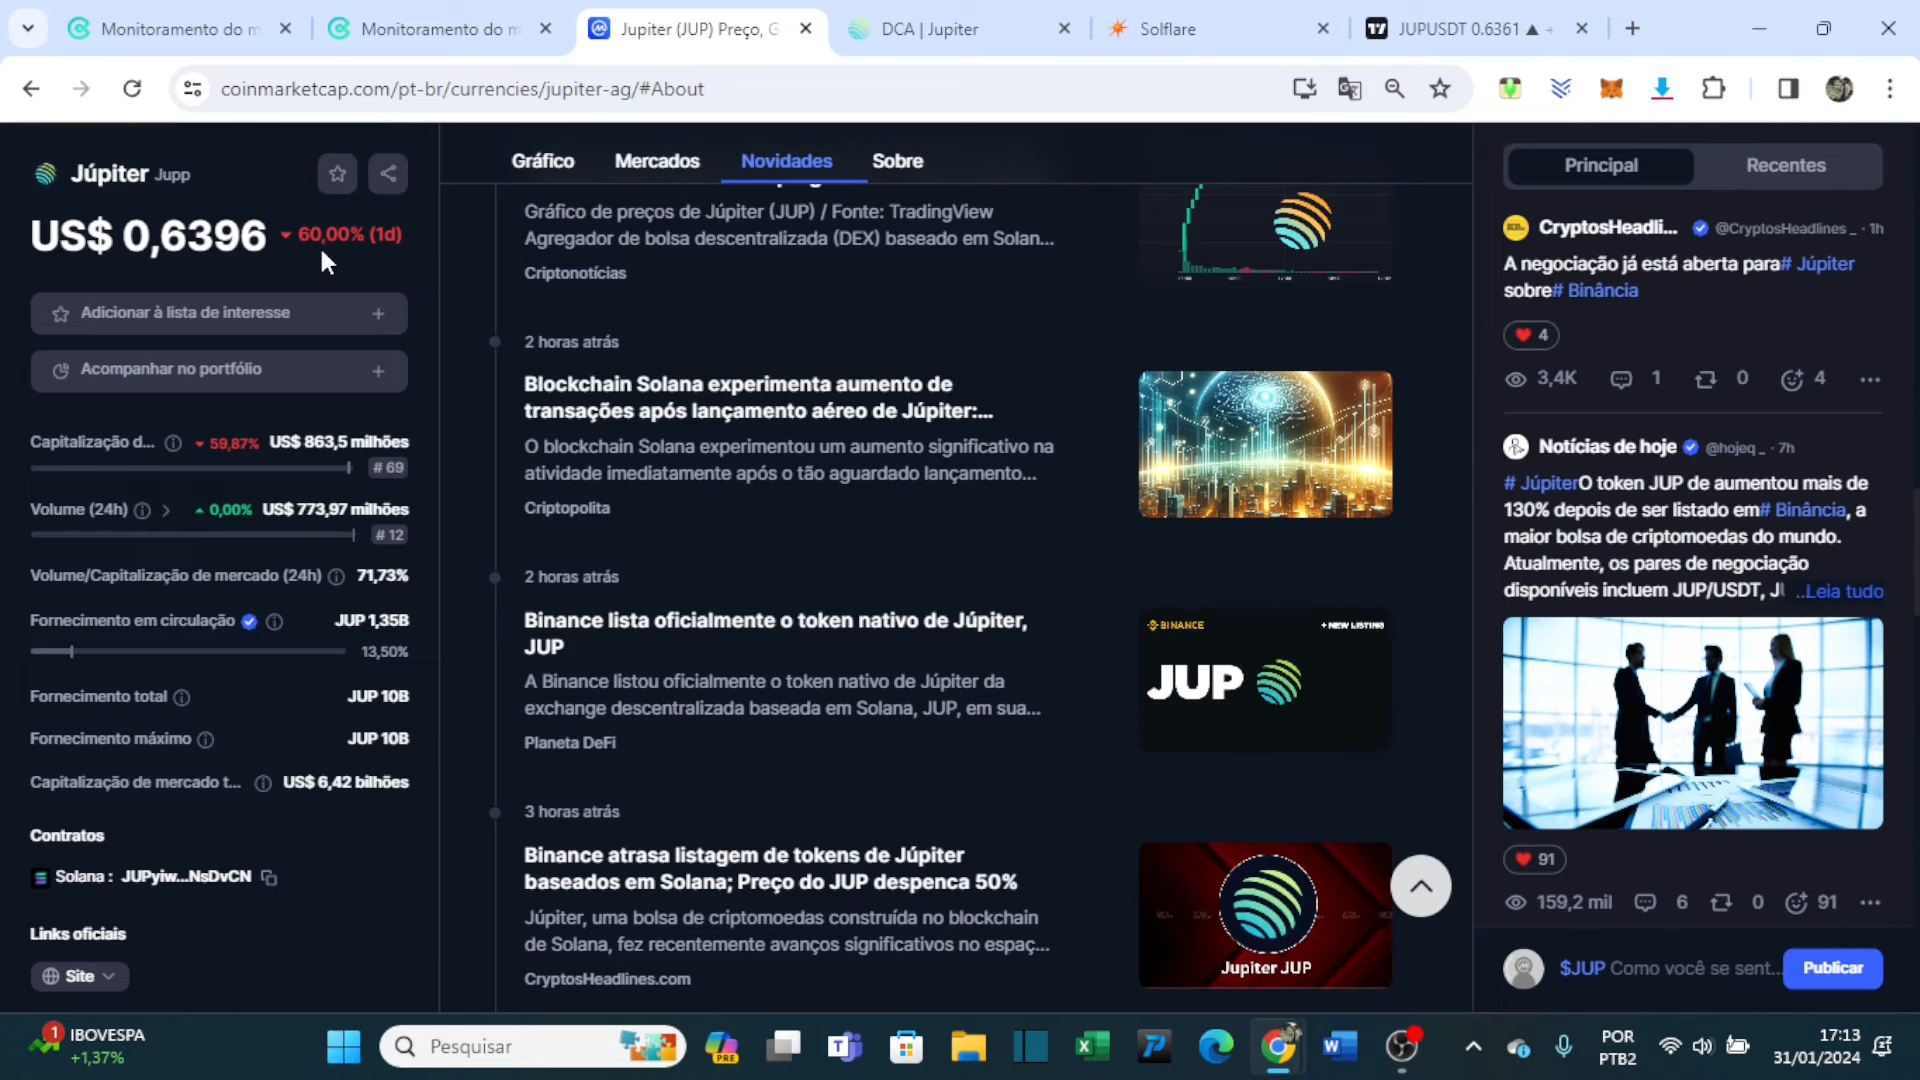 Monitoramento do m
Monitoramento do m
Jupiter (JUP) Preço, G
DCA | Jupiter
Solflare
JUPUSDT 0.6361 ▲ +
coinmarketcap.com/pt-br/currencies/jupiter-ag/#About
Júpiter Jupp
US$ 0,6396 60,00% (1d)
Adicionar à lista de interesse +
Acompanhar no portfólio +
Capitalização d... 59,87% US$ 863,5 milhões
# 69
Volume (24h) 0,00% US$ 773,97 milhões
# 12
Volume/Capitalização de mercado (24h) 71,73%
Fornecimento em circulação JUP 1,35B
13,50%
Fornecimento total JUP 10B
Fornecimento máximo JUP 10B
Capitalização de mercado t... US$ 6,42 bilhões
Contratos
Solana : JUPyiw...NsDvCN
Links oficiais
Site
Gráfico Mercados Novidades Sobre
Gráfico de preços de Júpiter (JUP) / Fonte: TradingView
Agregador de bolsa descentralizada (DEX) baseado em Solan...
Criptonotícias
2 horas atrás
Blockchain Solana experimenta aumento de
transações após lançamento aéreo de Júpiter:...
O blockchain Solana experimentou um aumento significativo na
atividade imediatamente após o tão aguardado lançamento...
Criptopolita
2 horas atrás
Binance lista oficialmente o token nativo de Júpiter,
JUP
A Binance listou oficialmente o token nativo de Júpiter da
exchange descentralizada baseada em Solana, JUP, em sua...
Planeta DeFi
BINANCE + NEW LISTING
JUP
3 horas atrás
Binance atrasa listagem de tokens de Júpiter
baseados em Solana; Preço do JUP despenca 50%
Júpiter, uma bolsa de criptomoedas construída no blockchain
de Solana, fez recentemente avanços significativos no espaç...
CryptosHeadlines.com
Jupiter JUP
Principal Recentes
CryptosHeadli... @CryptosHeadlines_ · 1h
A negociação já está aberta para# Júpiter
sobre# Binância
4
3,4K 1 0 4
Notícias de hoje @hojeq_ · 7h
# JúpiterO token JUP de aumentou mais de
130% depois de ser listado em# Binância, a
maior bolsa de criptomoedas do mundo.
Atualmente, os pares de negociação
disponíveis incluem JUP/USDT, JU ...Leia tudo
91
159,2 mil 6 0 91
$JUP Como você se sent... Publicar
1
IBOVESPA
+1,37%
Pesquisar
PRE
POR
PTB2
17:13
31/01/2024